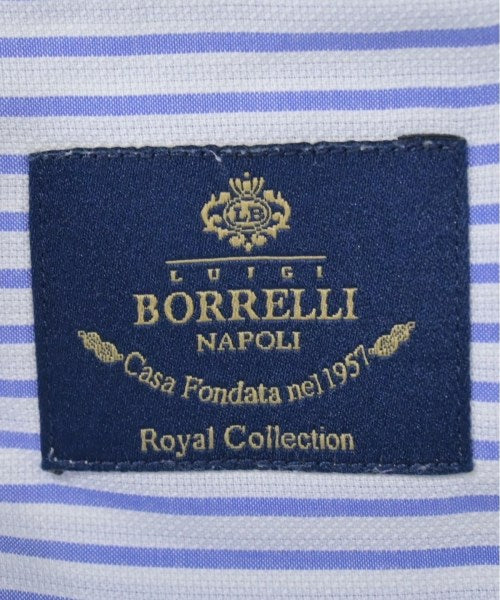 LB
LUIGI
BORRELLI
NAPOLI
Casa Fondata nel 1957
Royal Collection